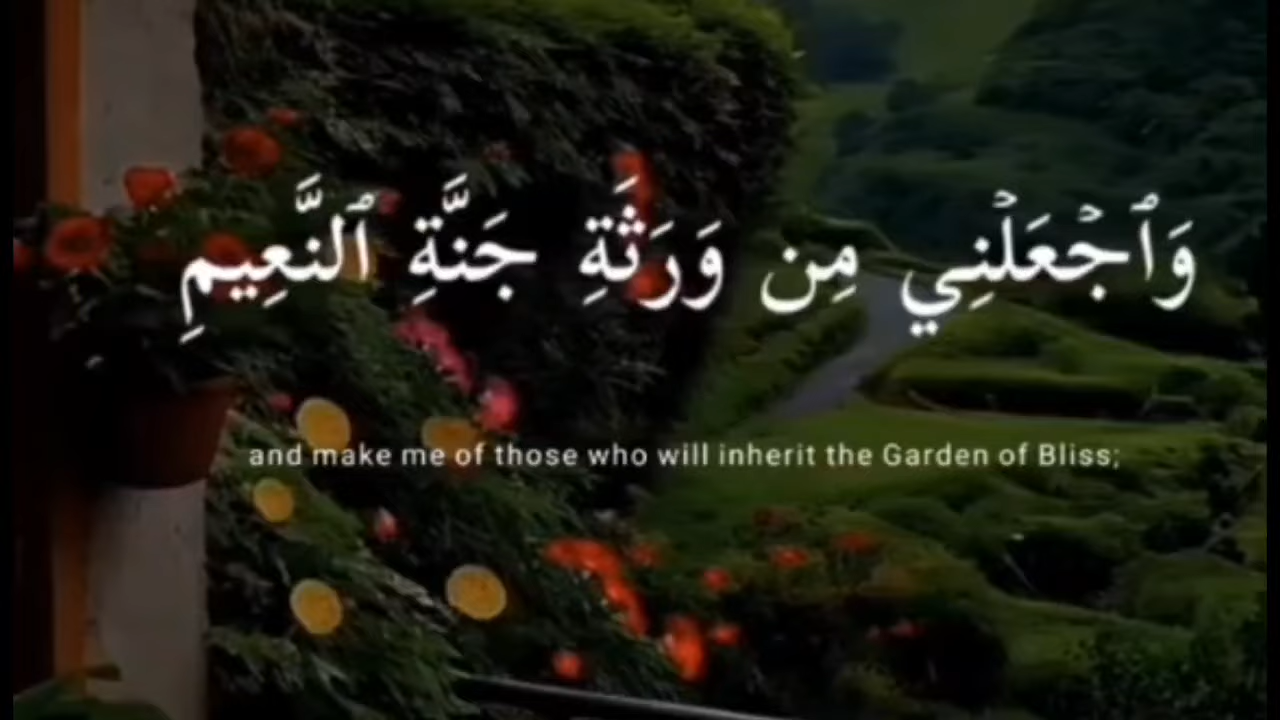 وَٱجْعَلْنِي مِن وَرَثَةِ جَنَّةِ ٱلنَّعِيمِ
and make me of those who will inherit the Garden of Bliss;